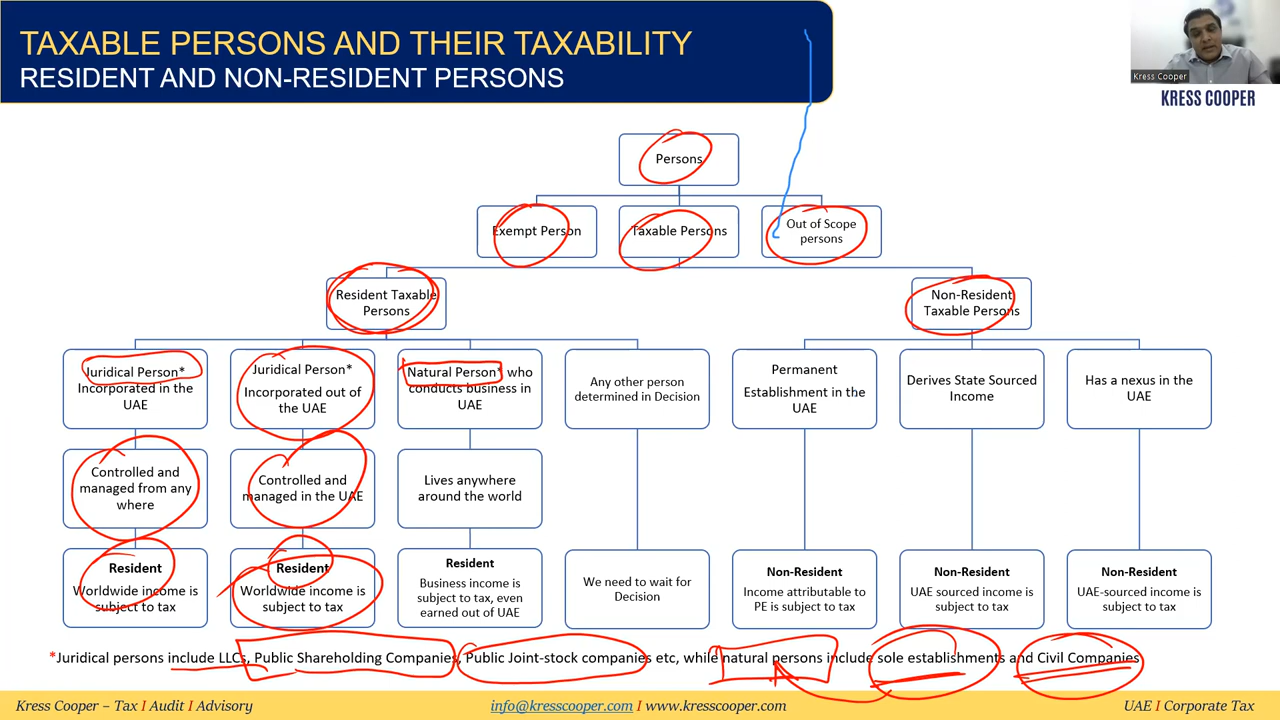 TAXABLE PERSONS AND THEIR TAXABILITY
RESIDENT AND NON-RESIDENT PERSONS
Kress Cooper
KRESS COOPER
Persons
Exempt Person
Taxable Persons
Out of Scope
persons
Resident Taxable
Persons
Non-Resident
Taxable Persons
Juridical Person*
Incorporated in the
UAE
Juridical Person*
Incorporated out of
the UAE
Natural Person* who
conducts business in
UAE
Any other person
determined in Decision
Permanent
Establishment in the
UAE
Derives State Sourced
Income
Has a nexus in the
UAE
Controlled and
managed from any
where
Controlled and
managed in the UAE
Lives anywhere
around the world
Resident
Worldwide income is
subject to tax
Resident
Worldwide income is
subject to tax
Resident
Business income is
subject to tax, even
earned out of UAE
We need to wait for
Decision
Non-Resident
Income attributable to
PE is subject to tax
Non-Resident
UAE sourced income is
subject to tax
Non-Resident
UAE-sourced income is
subject to tax
*Juridical persons include LLCs, Public Shareholding Companies, Public Joint-stock companies etc, while natural persons include sole establishments and Civil Companies
Kress Cooper – Tax I Audit I Advisory
info@kresscooper.com I www.kresscooper.com
UAE I Corporate Tax